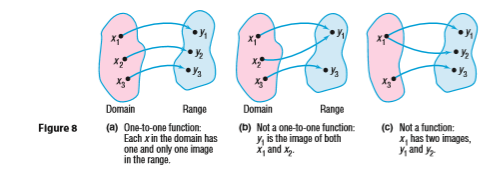 x₁ y₁
x₂ y₂
x₃ y₃
Domain Range
x₁ y₁
x₂
x₃ y₃
Domain Range
x₁ y₁
y₂
x₃ y₃
Figure 8
(a) One-to-one function:
Each x in the domain has
one and only one image
in the range.
(b) Not a one-to-one function:
y₁ is the image of both
x₁ and x₂.
(c) Not a function:
x₁ has two images,
y₁ and y₂.